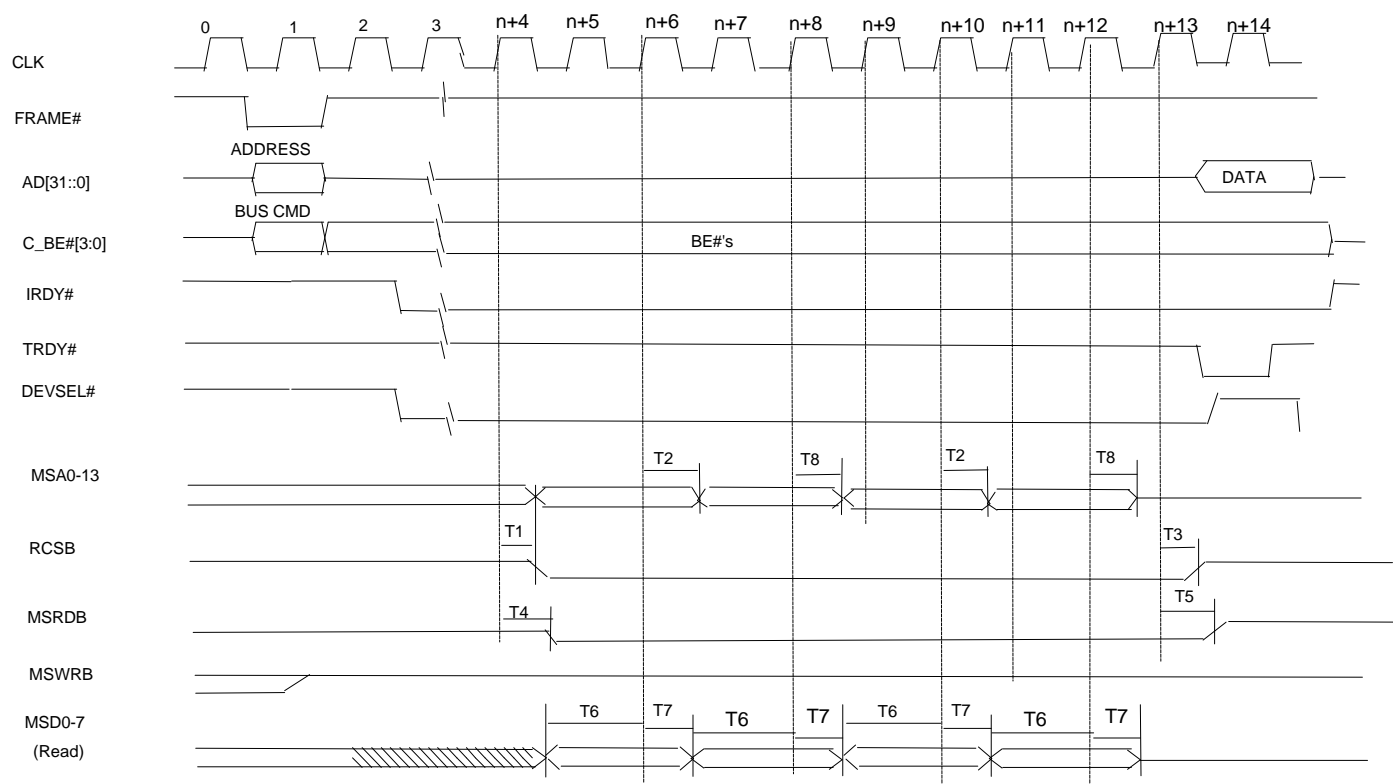 0 1 2 3 n+4 n+5 n+6 n+7 n+8 n+9 n+10 n+11 n+12 n+13 n+14
CLK
FRAME#
ADDRESS
AD[31::0]
DATA
BUS CMD
C_BE#[3:0]
BE#'s
IRDY#
TRDY#
DEVSEL#
MSA0-13
T2 T8 T2 T8
RCSB
T1 T3
MSRDB
T4 T5
MSWRB
MSD0-7
(Read)
T6 T7 T6 T7 T6 T7 T6 T7